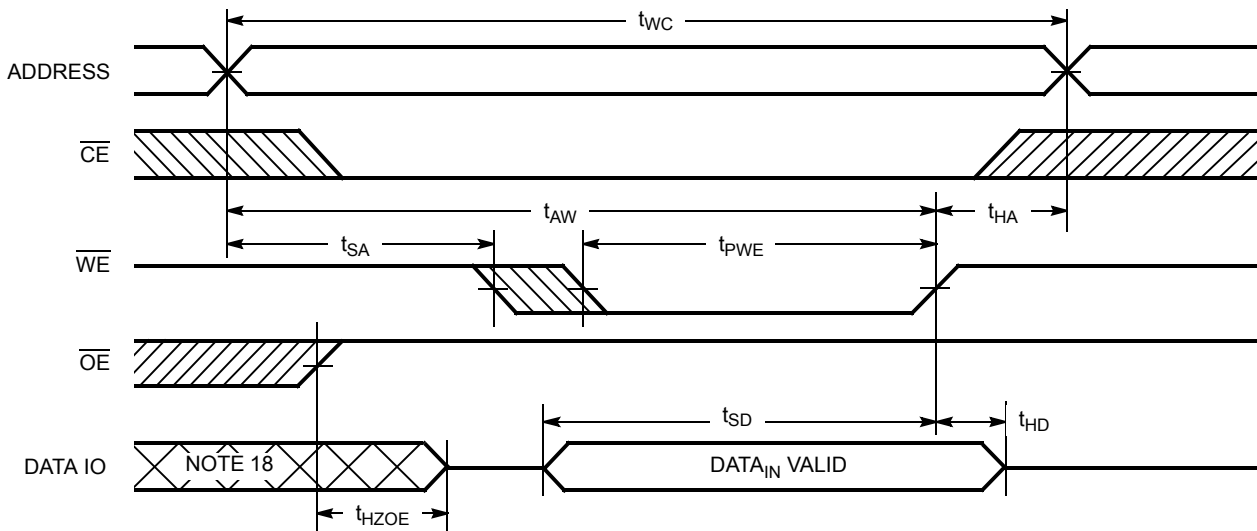 tWC
ADDRESS
CE
tAW
tHA
tSA
tPWE
WE
OE
tSD
tHD
DATA IO
NOTE 18
DATAIN VALID
tHZOE